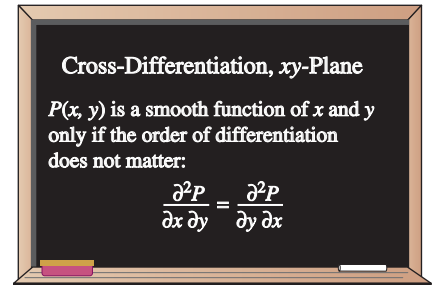 Cross-Differentiation, xy-Plane
P(x, y) is a smooth function of x and y
only if the order of differentiation
does not matter:
∂²P/∂x ∂y = ∂²P/∂y ∂x